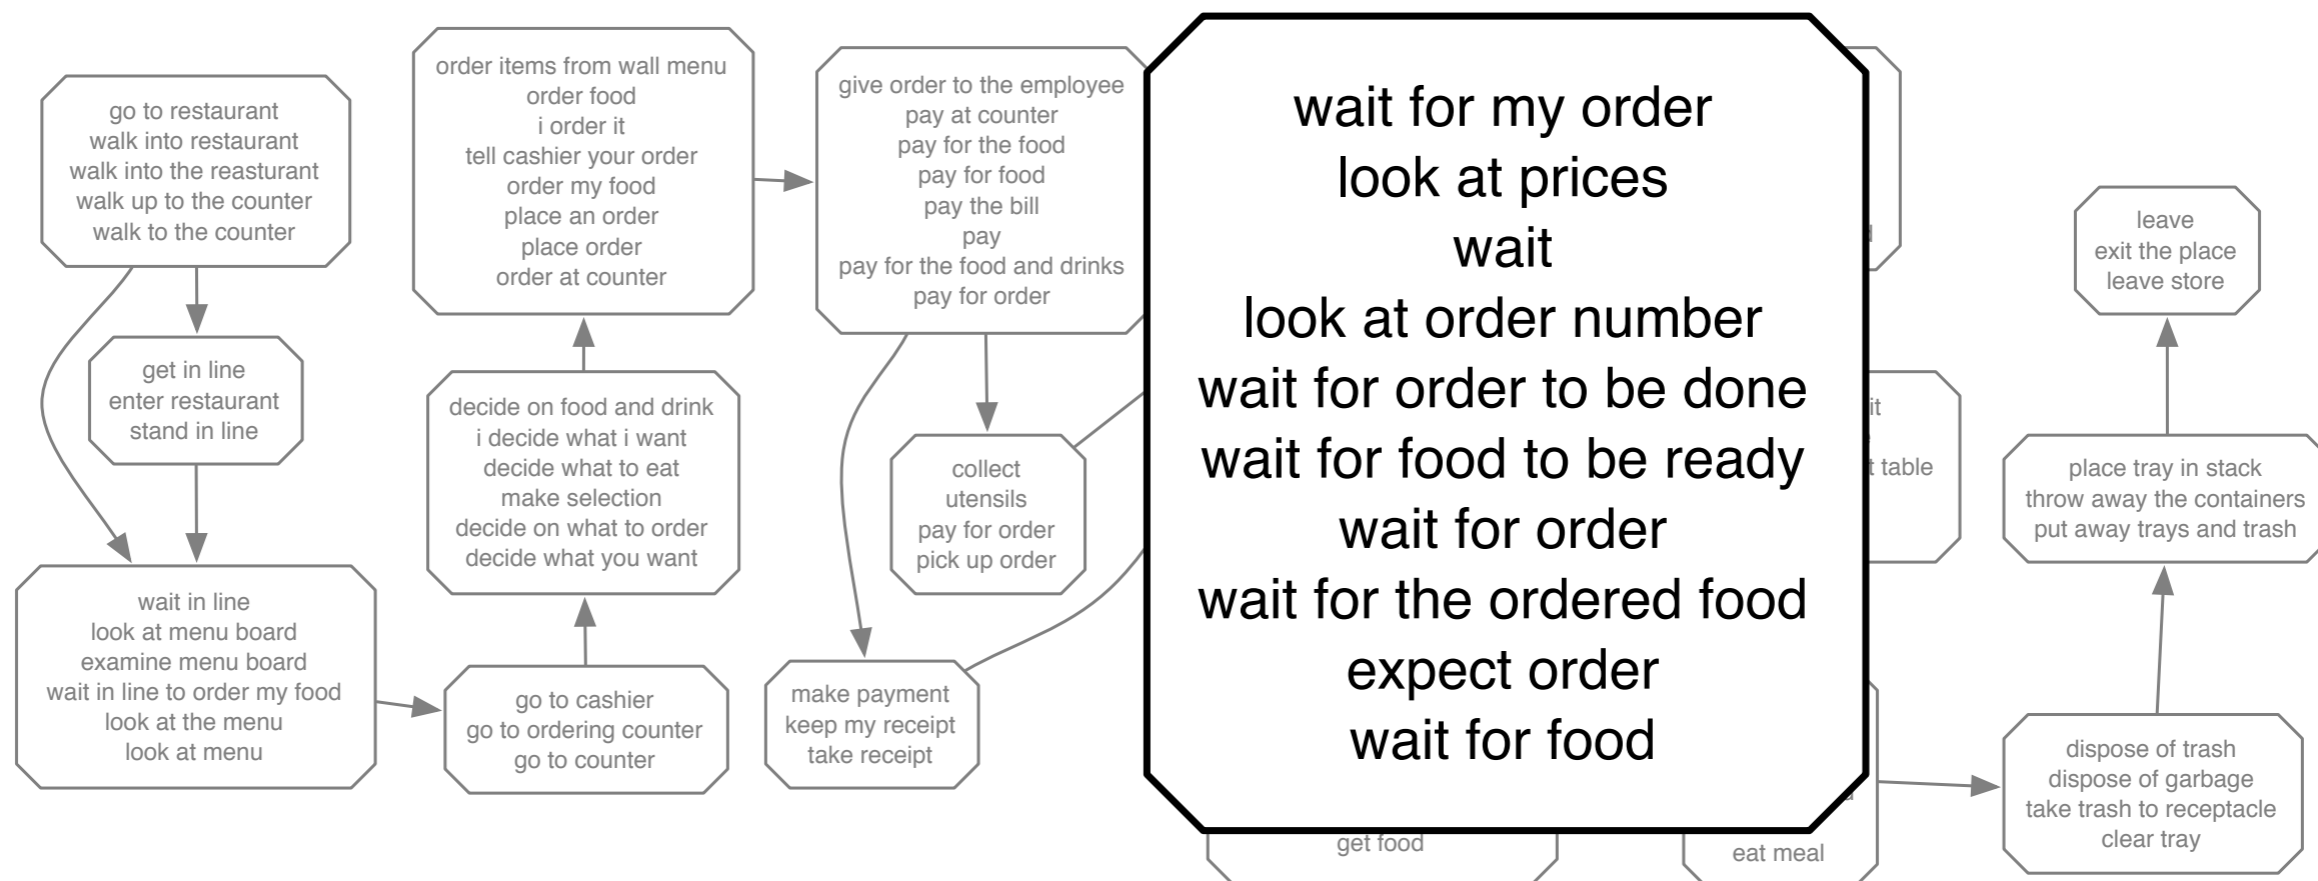 go to restaurant
walk into restaurant
walk into the reasturant
walk up to the counter
walk to the counter
get in line
enter restaurant
stand in line
wait in line
look at menu board
examine menu board
wait in line to order my food
look at the menu
look at menu
order items from wall menu
order food
i order it
tell cashier your order
order my food
place an order
place order
order at counter
decide on food and drink
i decide what i want
decide what to eat
make selection
decide on what to order
decide what you want
go to cashier
go to ordering counter
go to counter
give order to the employee
pay at counter
pay for the food
pay for food
pay the bill
pay
pay for the food and drinks
pay for order
collect
utensils
pay for order
pick up order
make payment
keep my receipt
take receipt
wait for my order
look at prices
wait
look at order number
wait for order to be done
wait for food to be ready
wait for order
wait for the ordered food
expect order
wait for food
get food
table
eat meal
leave
exit the place
leave store
place tray in stack
throw away the containers
put away trays and trash
dispose of trash
dispose of garbage
take trash to receptacle
clear tray